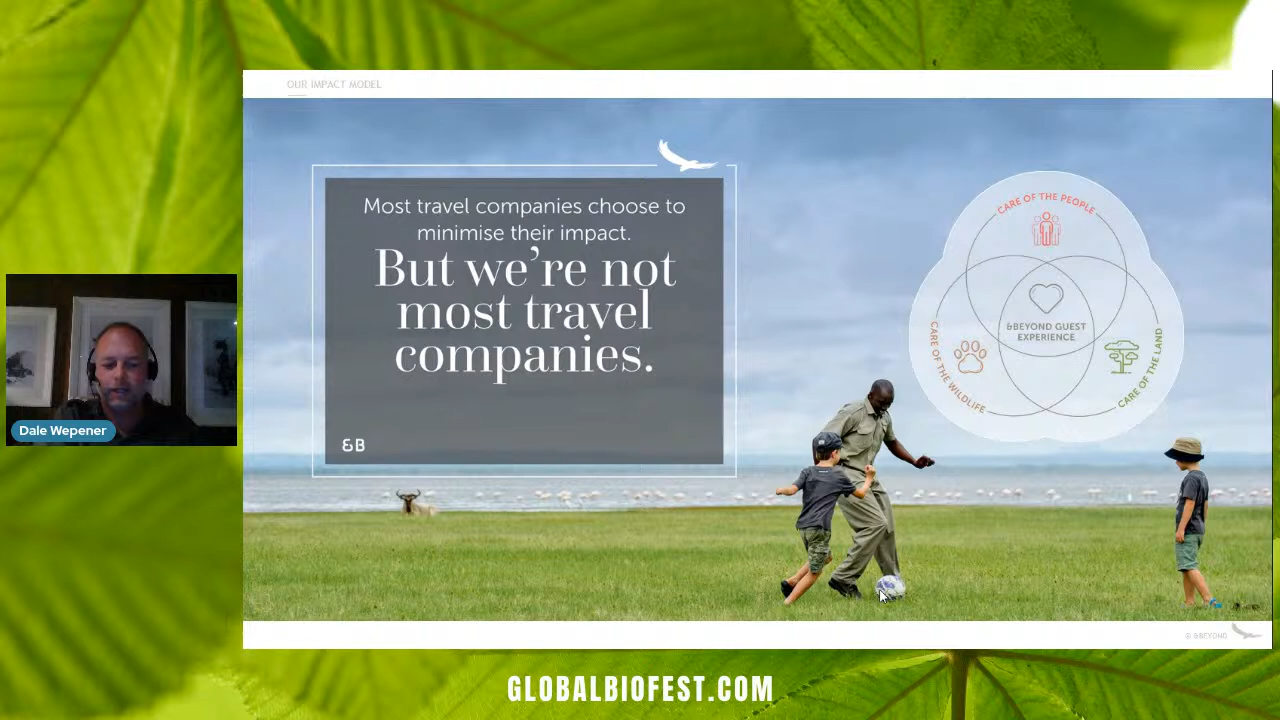 OUR IMPACT MODEL
Most travel companies choose to
minimise their impact.
But we're not
most travel
companies.
&B
CARE OF THE PEOPLE
&BEYOND GUEST
EXPERIENCE
CARE OF THE WILDLIFE
CARE OF THE LAND
Dale Wepener
© &BEYOND
GLOBALBIOFEST.COM